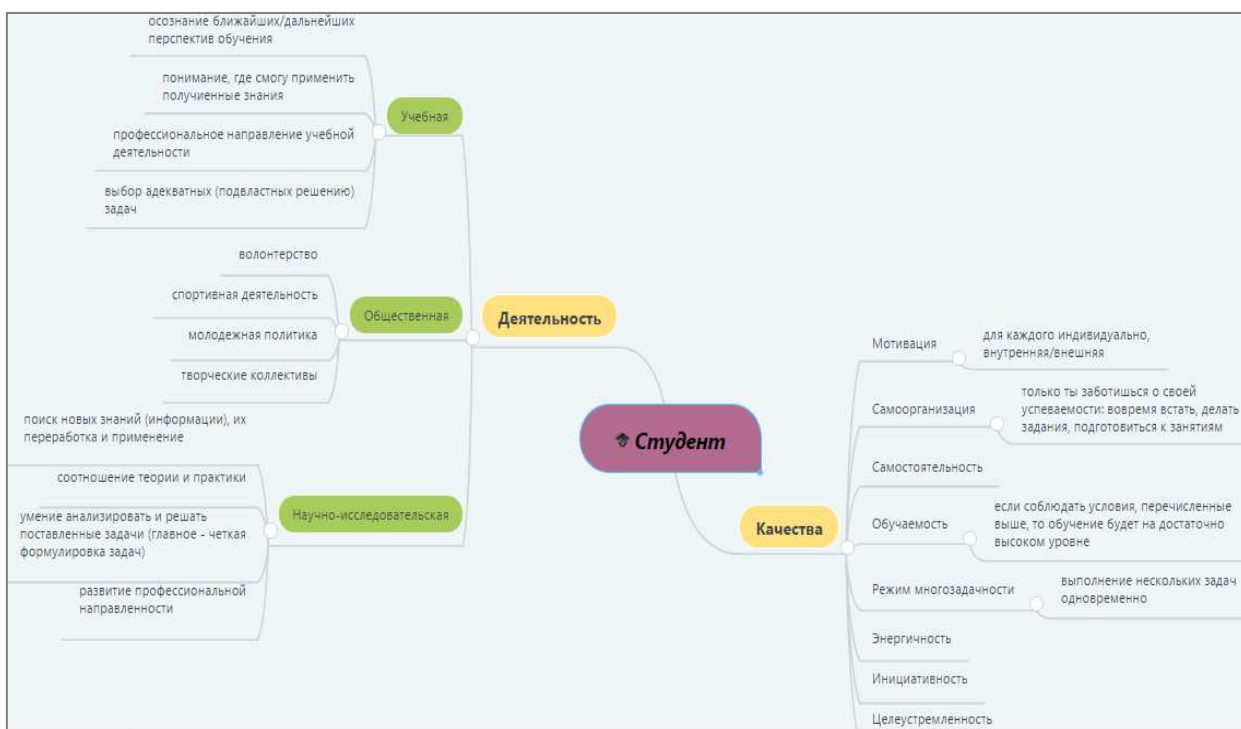 осознание ближайших/дальнейших
перспектив обучения
понимание, где смогу применить
полученные знания
профессиональное направление учебной
деятельности
выбор адекватных (подвластных решению)
задач
Учебная
волонтерство
спортивная деятельность
молодежная политика
творческие коллективы
Общественная
поиск новых знаний (информации), их
переработка и применение
соотношение теории и практики
умение анализировать и решать
поставленные задачи (главное - четкая
формулировка задач)
развитие профессиональной
направленности
Научно-исследовательская
Деятельность
Студент
Качества
Мотивация
для каждого индивидуально,
внутренняя/внешняя
Самоорганизация
только ты заботишься о своей
успеваемости: вовремя встать, делать
задания, подготовиться к занятиям
Самостоятельность
Обучаемость
если соблюдать условия, перечисленные
выше, то обучение будет на достаточно
высоком уровне
Режим многозадачности
выполнение нескольких задач
одновременно
Энергичность
Инициативность
Целеустремленность